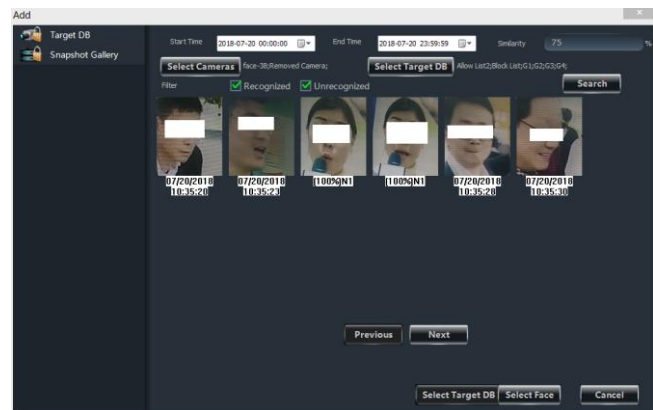 Add
Target DB
Snapshot Gallery
Start Time 2018-07-20 00:00:00 End Time 2018-07-20 23:59:59 Similarity 75 %
Select Cameras face-38;Removed Camera; Select Target DB Allow List2;Block List;G1;G2;G3;G4;
Filter Recognized Unrecognized Search
07/20/2018 07/20/2018 (100%)N1 (100%)N1 07/20/2018 07/20/2018
10:35:20 10:35:23 10:35:28 10:35:30
Previous Next
Select Target DB Select Face Cancel